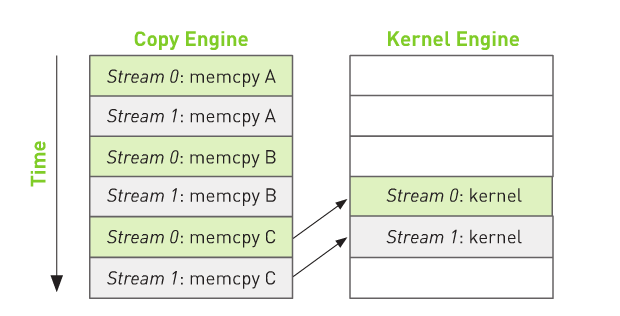 Copy Engine
Kernel Engine
Time
Stream 0: memcpy A
Stream 1: memcpy A
Stream 0: memcpy B
Stream 1: memcpy B
Stream 0: kernel
Stream 0: memcpy C
Stream 1: kernel
Stream 1: memcpy C